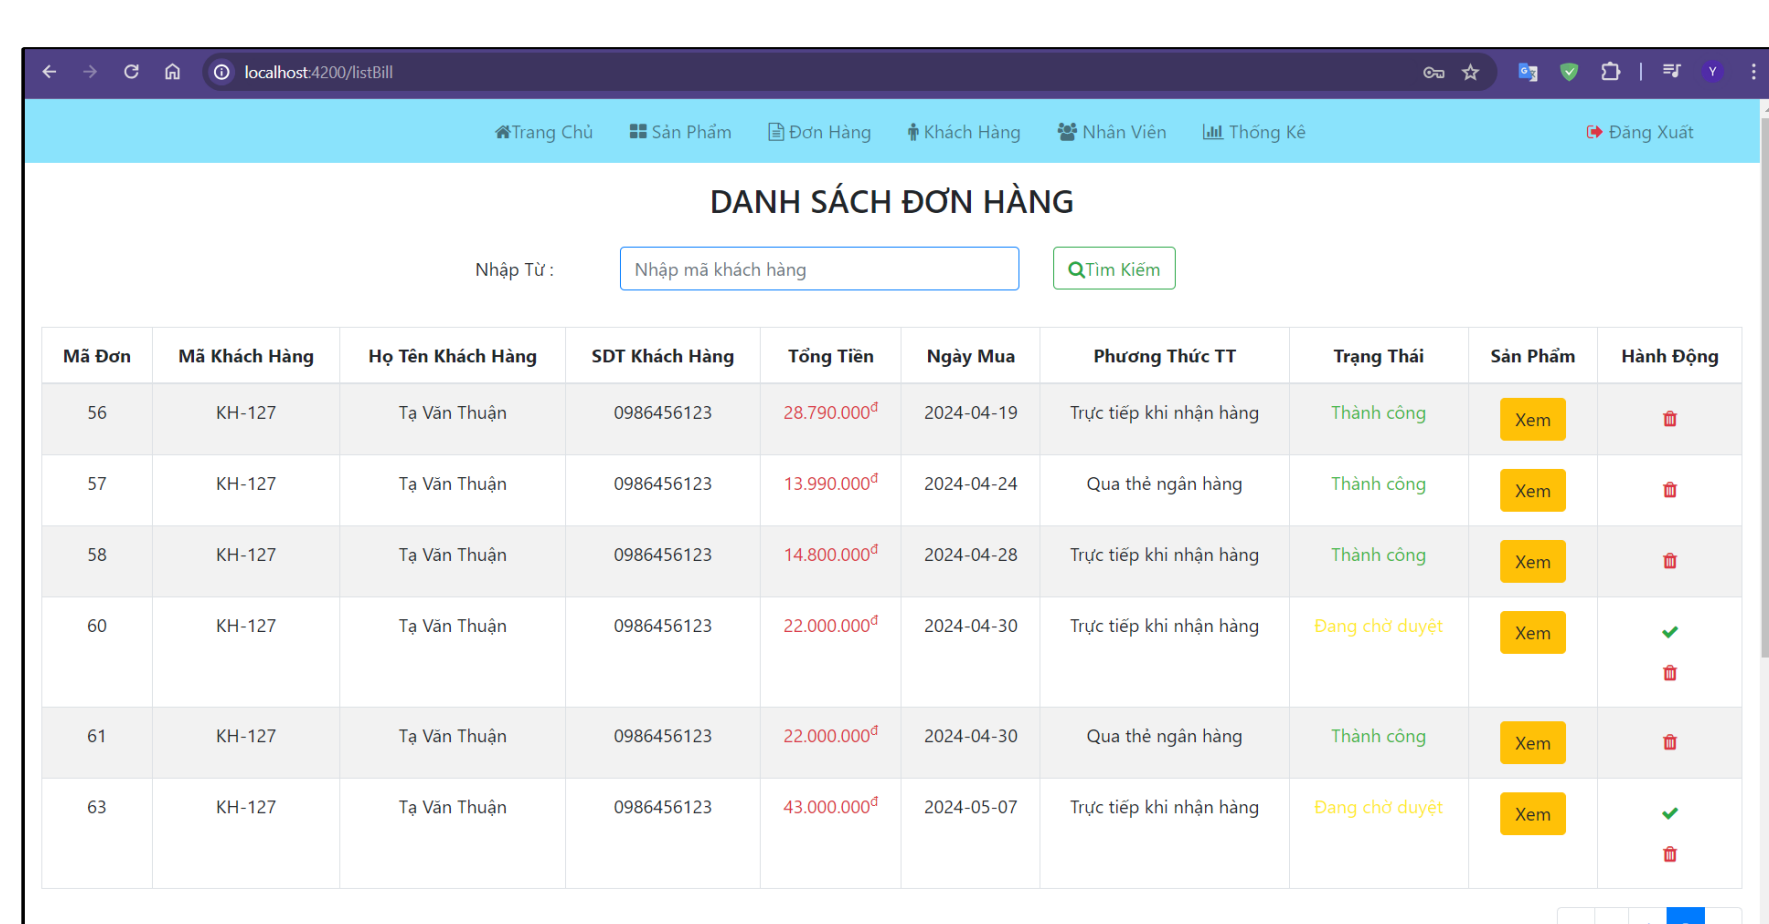 localhost:4200/listBill
Y
Trang Chủ Sản Phẩm Đơn Hàng Khách Hàng Nhân Viên Thống Kê Đăng Xuất
DANH SÁCH ĐƠN HÀNG
Nhập Từ : Nhập mã khách hàng Tìm Kiếm
Mã Đơn Mã Khách Hàng Họ Tên Khách Hàng SDT Khách Hàng Tổng Tiền Ngày Mua Phương Thức TT Trạng Thái Sản Phẩm Hành Động
56 KH-127 Tạ Văn Thuận 0986456123 28.790.000đ 2024-04-19 Trực tiếp khi nhận hàng Thành công Xem
57 KH-127 Tạ Văn Thuận 0986456123 13.990.000đ 2024-04-24 Qua thẻ ngân hàng Thành công Xem
58 KH-127 Tạ Văn Thuận 0986456123 14.800.000đ 2024-04-28 Trực tiếp khi nhận hàng Thành công Xem
60 KH-127 Tạ Văn Thuận 0986456123 22.000.000đ 2024-04-30 Trực tiếp khi nhận hàng Đang chờ duyệt Xem
61 KH-127 Tạ Văn Thuận 0986456123 22.000.000đ 2024-04-30 Qua thẻ ngân hàng Thành công Xem
63 KH-127 Tạ Văn Thuận 0986456123 43.000.000đ 2024-05-07 Trực tiếp khi nhận hàng Đang chờ duyệt Xem